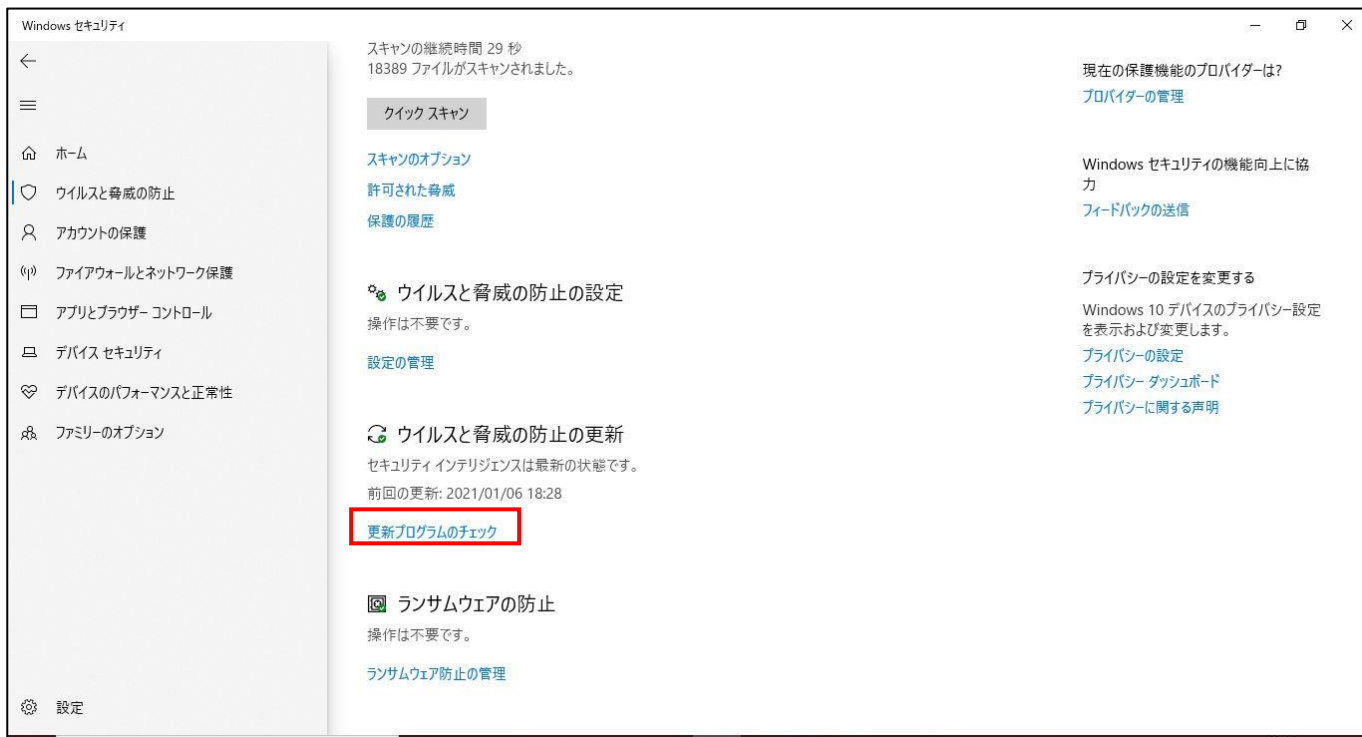 Windows セキュリティ
ホーム
ウイルスと脅威の防止
アカウントの保護
ファイアウォールとネットワーク保護
アプリとブラウザー コントロール
デバイス セキュリティ
デバイスのパフォーマンスと正常性
ファミリーのオプション
設定
スキャンの継続時間 29 秒
18389 ファイルがスキャンされました。
クイック スキャン
スキャンのオプション
許可された脅威
保護の履歴
ウイルスと脅威の防止の設定
操作は不要です。
設定の管理
ウイルスと脅威の防止の更新
セキュリティ インテリジェンスは最新の状態です。
前回の更新: 2021/01/06 18:28
更新プログラムのチェック
ランサムウェアの防止
操作は不要です。
ランサムウェア防止の管理
現在の保護機能のプロバイダーは?
プロバイダーの管理
Windows セキュリティの機能向上に協
力
フィードバックの送信
プライバシーの設定を変更する
Windows 10 デバイスのプライバシー設定
を表示および変更します。
プライバシーの設定
プライバシー ダッシュボード
プライバシーに関する声明